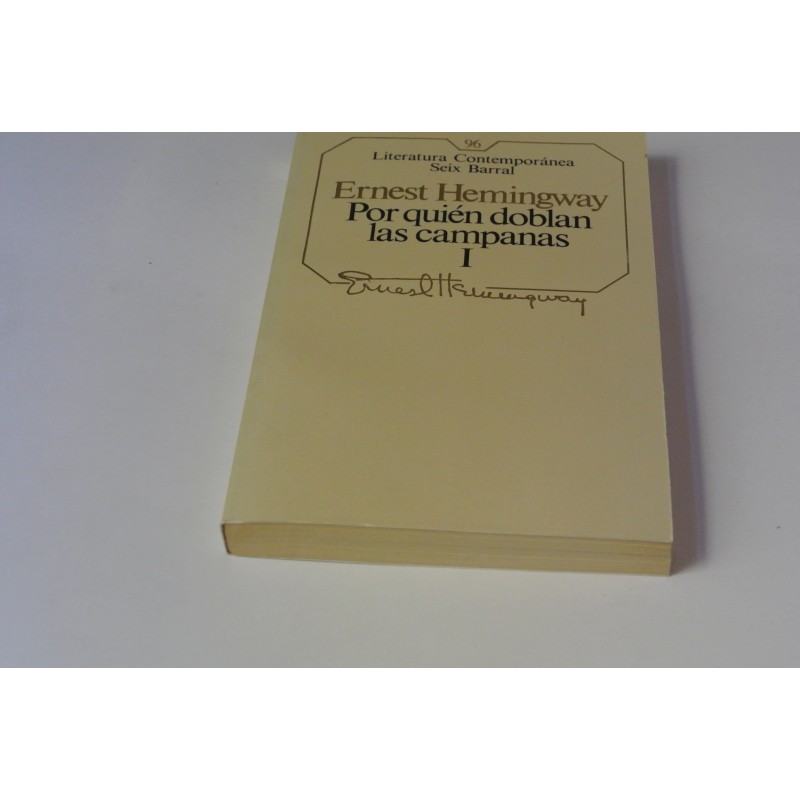 96
Literatura Contemporánea
Seix Barral
Ernest Hemingway
Por quién doblan
las campanas
I
Ernest Hemingway